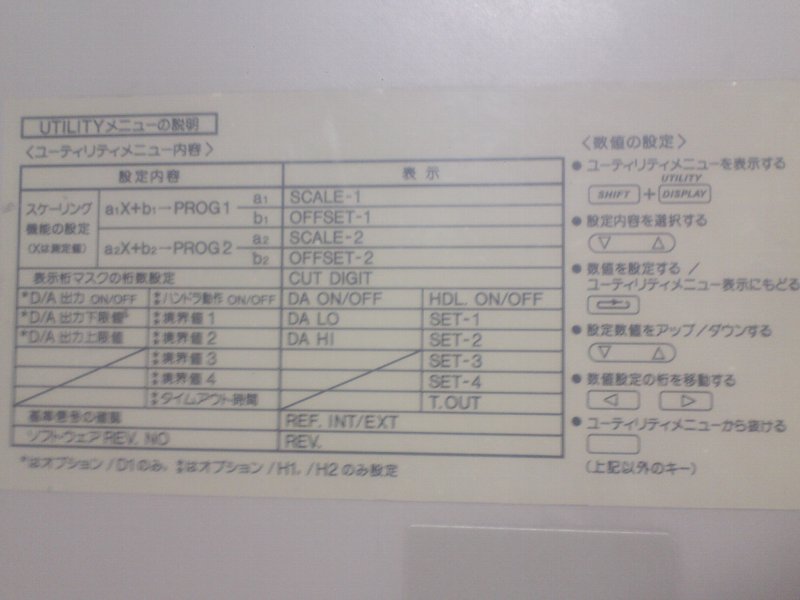 UTILITYメニューの説明
〈ユーティリティメニュー内容〉
設定内容 表示
スケーリング機能の設定(Xは測定値) a1X+b1→PROG1 a1 SCALE-1
b1 OFFSET-1
a2X+b2→PROG2 a2 SCALE-2
b2 OFFSET-2
表示桁マスクの桁数設定 CUT DIGIT
*D/A出力 ON/OFF **ハンドラ動作 ON/OFF DA ON/OFF HDL. ON/OFF
*D/A出力下限値 **境界値1 DA LO SET-1
*D/A出力上限値 **境界値2 DA HI SET-2
**境界値3 SET-3
**境界値4 SET-4
**タイムアウト時間 T.OUT
基準信号の確認 REF. INT/EXT
ソフトウェアREV. NO REV.
*はオプション/D1のみ, **はオプション/H1, /H2のみ設定
〈数値の設定〉
●ユーティリティメニューを表示する
UTILITY
SHIFT + DISPLAY
●設定内容を選択する
▽ △
●数値を設定する／
ユーティリティメニュー表示にもどる
●設定数値をアップ／ダウンする
▽ △
●数値設定の桁を移動する
◁ ▷
●ユーティリティメニューから抜ける
(上記以外のキー)